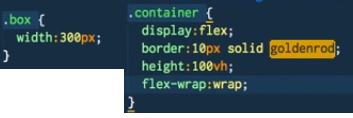 .box {
width:300px;
}
.container {
display:flex;
border:10px solid goldenrod;
height:100vh;
flex-wrap:wrap;
}